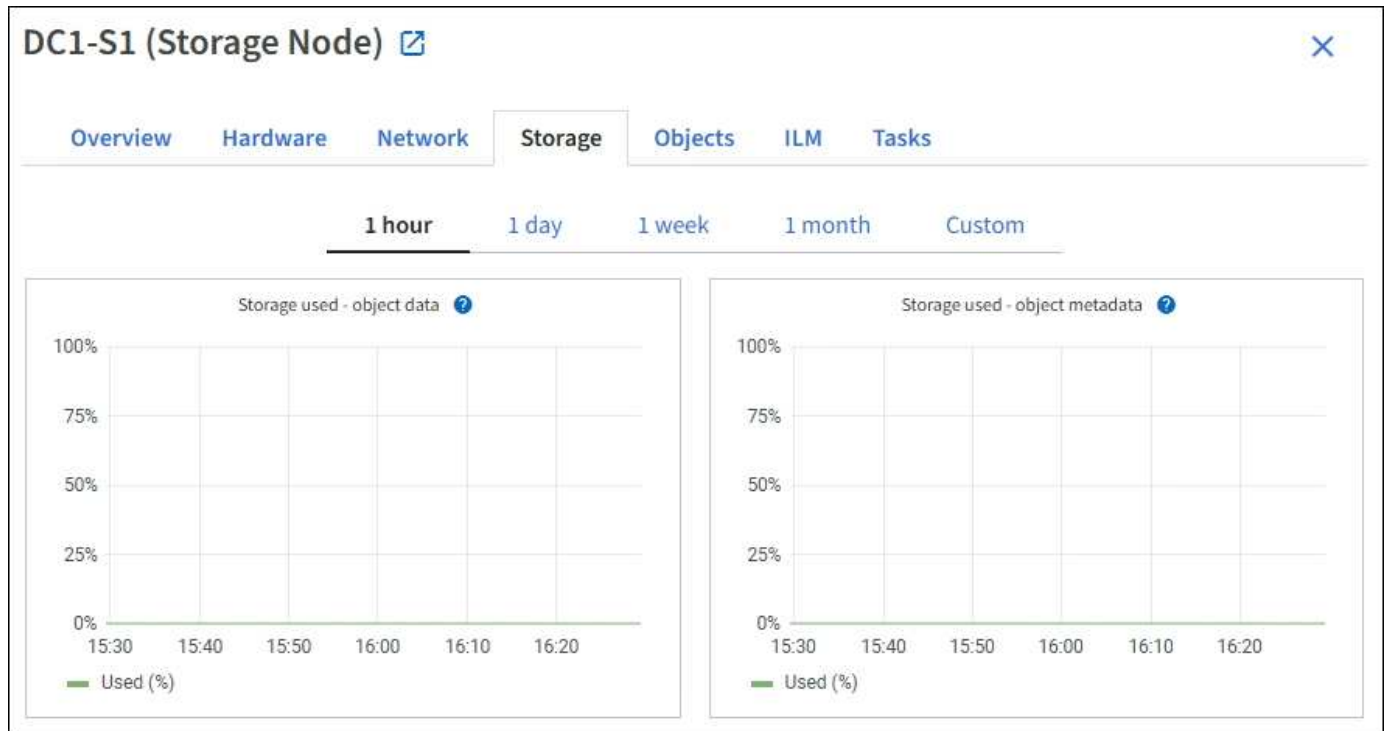 DC1-S1 (Storage Node)
Overview Hardware Network Storage Objects ILM Tasks
1 hour 1 day 1 week 1 month Custom
Storage used - object data ?
100%
75%
50%
25%
0%
15:30 15:40 15:50 16:00 16:10 16:20
Used (%)
Storage used - object metadata ?
100%
75%
50%
25%
0%
15:30 15:40 15:50 16:00 16:10 16:20
Used (%)